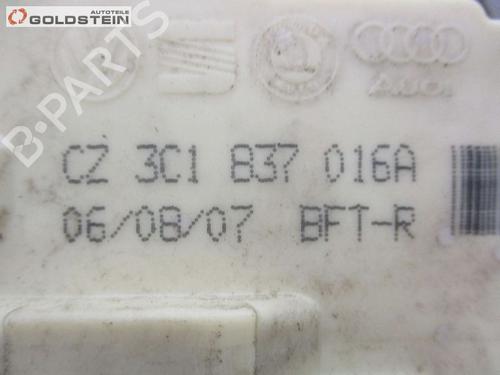 AUTOTEILE
GOLDSTEIN
B-PARTS
Audi
CZ 3C1 837 016A
06/08/07 BFT-R